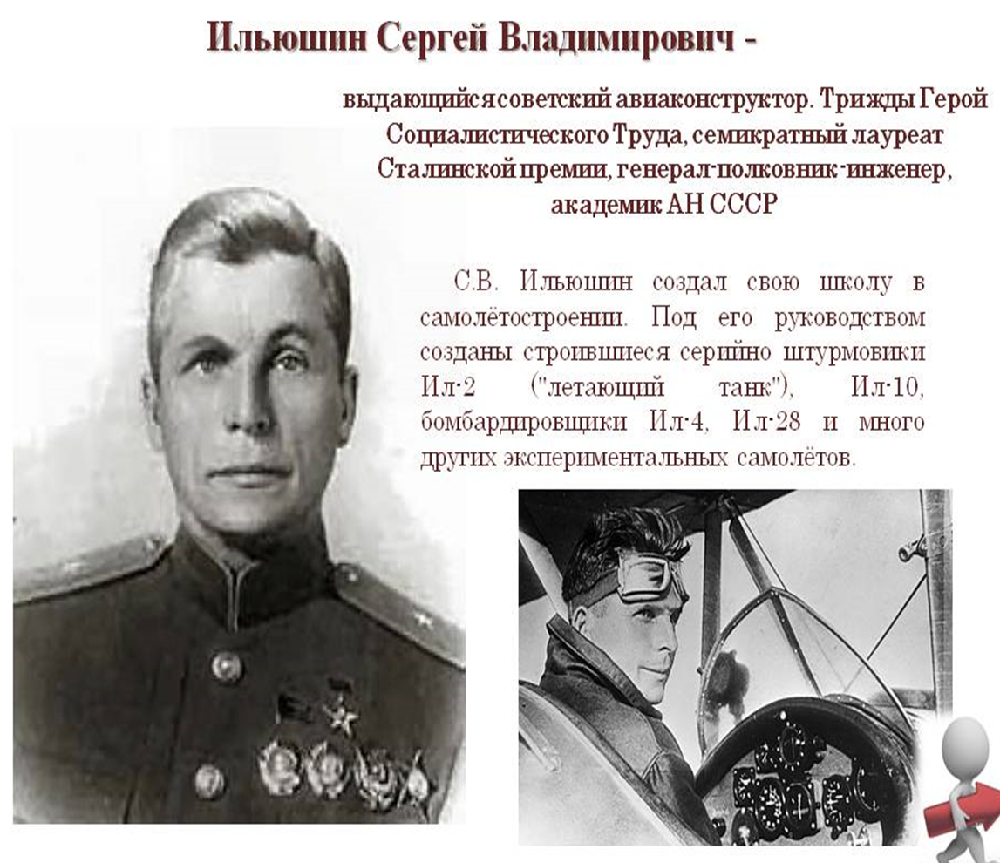 Ильюшин Сергей Владимирович -
выдающийся советский авиаконструктор. Трижды Герой
Социалистического Труда, семикратный лауреат
Сталинской премии, генерал-полковник-инженер,
академик АН СССР
С.В. Ильюшин создал свою школу в
самолётостроении. Под его руководством
созданы строившиеся серийно штурмовики
Ил-2 ("летающий танк"), Ил-10,
бомбардировщики Ил-4, Ил-28 и много
других экспериментальных самолётов.